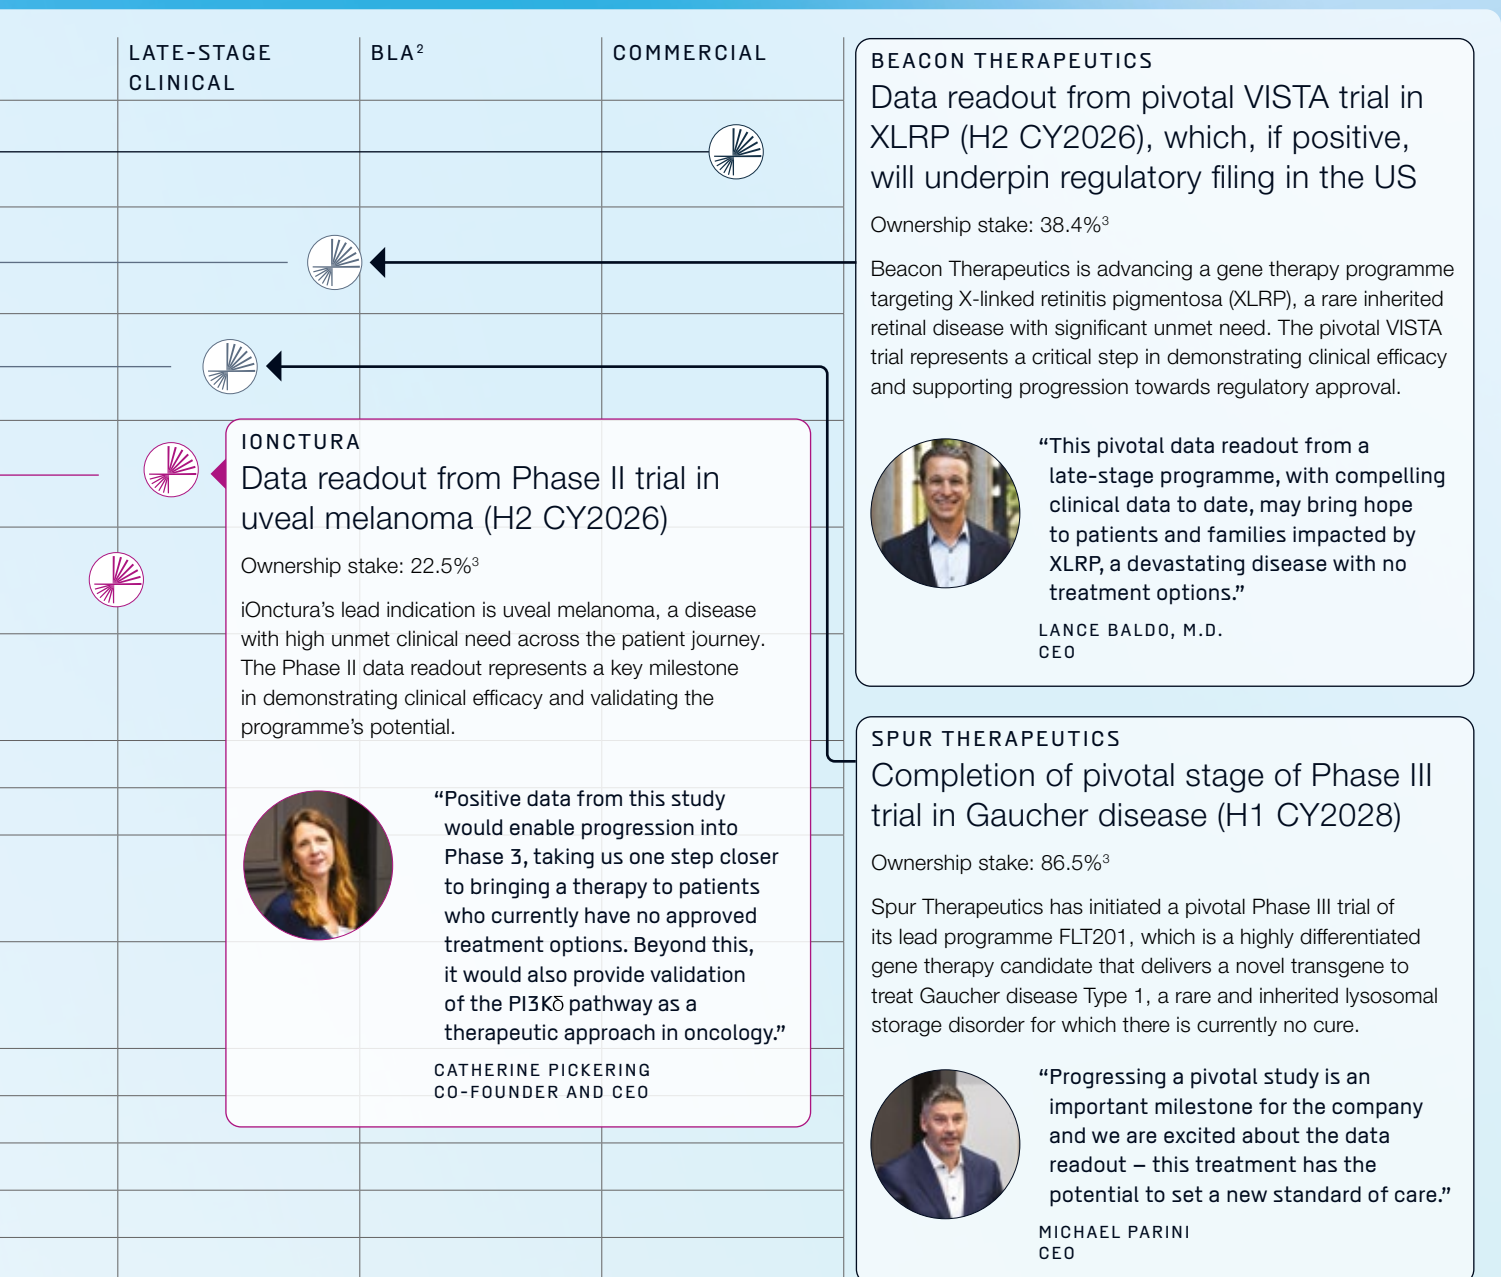 LATE-STAGE
CLINICAL
BLA²
COMMERCIAL
BEACON THERAPEUTICS
Data readout from pivotal VISTA trial in
XLRP (H2 CY2026), which, if positive,
will underpin regulatory filing in the US
Ownership stake: 38.4%³
Beacon Therapeutics is advancing a gene therapy programme
targeting X-linked retinitis pigmentosa (XLRP), a rare inherited
retinal disease with significant unmet need. The pivotal VISTA
trial represents a critical step in demonstrating clinical efficacy
and supporting progression towards regulatory approval.
“This pivotal data readout from a
late-stage programme, with compelling
clinical data to date, may bring hope
to patients and families impacted by
XLRP, a devastating disease with no
treatment options.”
LANCE BALDO, M.D.
CEO
IONCTURA
Data readout from Phase II trial in
uveal melanoma (H2 CY2026)
Ownership stake: 22.5%³
iOnctura’s lead indication is uveal melanoma, a disease
with high unmet clinical need across the patient journey.
The Phase II data readout represents a key milestone
in demonstrating clinical efficacy and validating the
programme’s potential.
“Positive data from this study
would enable progression into
Phase 3, taking us one step closer
to bringing a therapy to patients
who currently have no approved
treatment options. Beyond this,
it would also provide validation
of the PI3Kδ pathway as a
therapeutic approach in oncology.”
CATHERINE PICKERING
CO-FOUNDER AND CEO
SPUR THERAPEUTICS
Completion of pivotal stage of Phase III
trial in Gaucher disease (H1 CY2028)
Ownership stake: 86.5%³
Spur Therapeutics has initiated a pivotal Phase III trial of
its lead programme FLT201, which is a highly differentiated
gene therapy candidate that delivers a novel transgene to
treat Gaucher disease Type 1, a rare and inherited lysosomal
storage disorder for which there is currently no cure.
“Progressing a pivotal study is an
important milestone for the company
and we are excited about the data
readout – this treatment has the
potential to set a new standard of care.”
MICHAEL PARINI
CEO